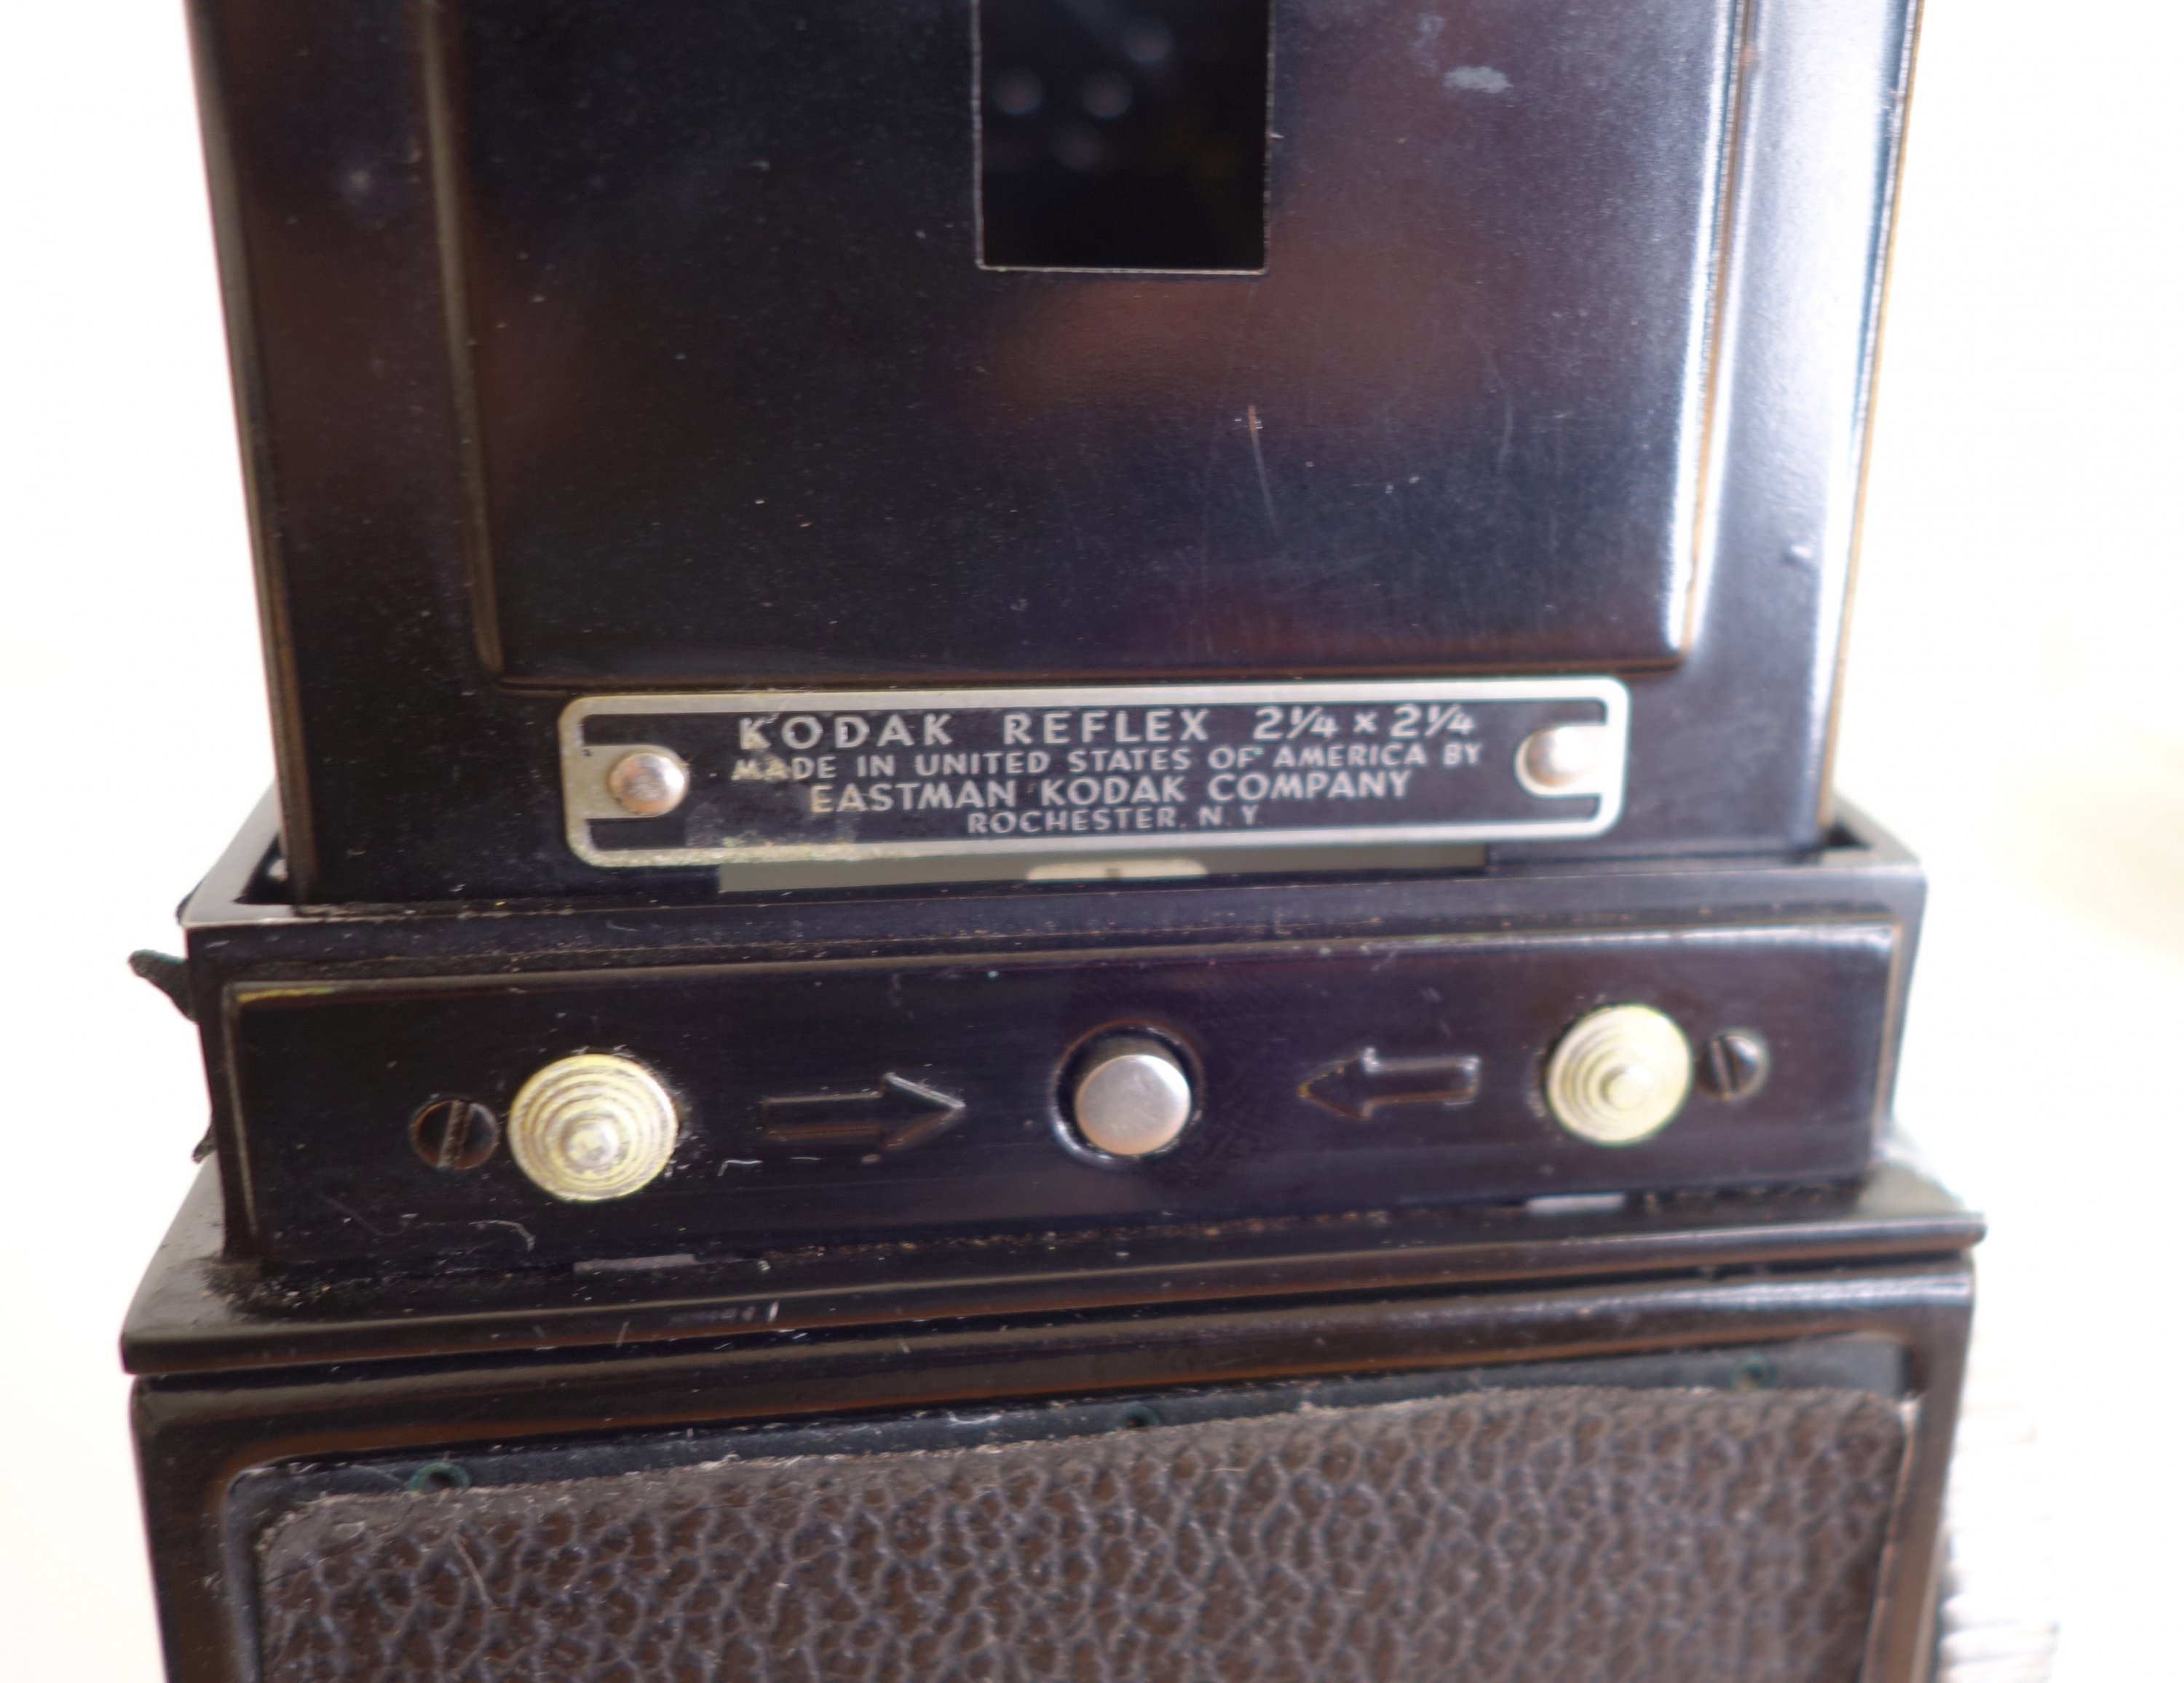 KODAK REFLEX 2¼ x 2¼
MADE IN UNITED STATES OF AMERICA BY
EASTMAN KODAK COMPANY
ROCHESTER, N. Y.